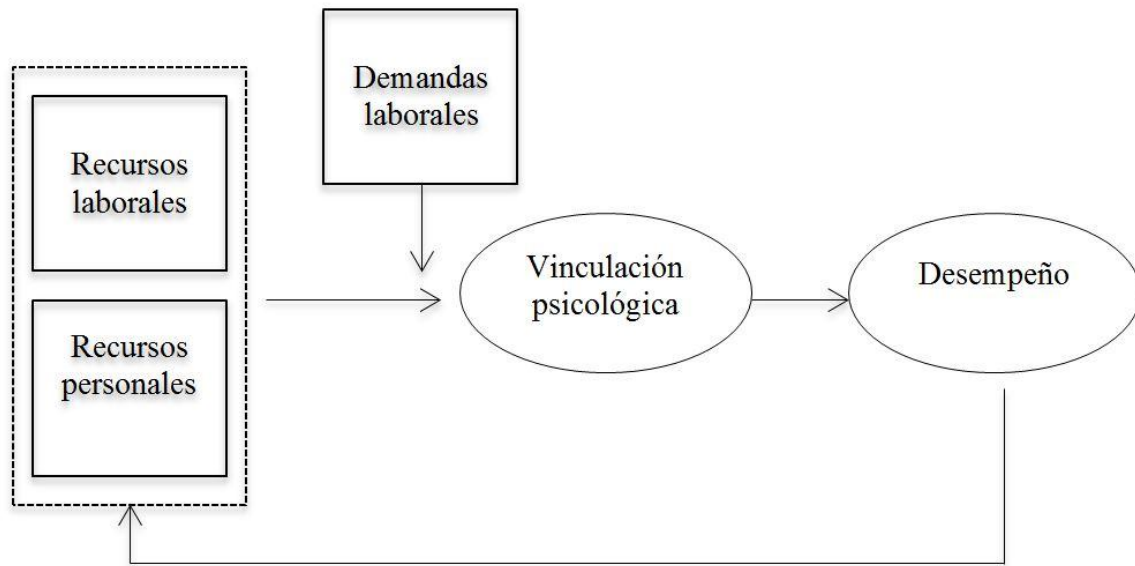 Demandas
laborales
Recursos
laborales
Recursos
personales
Vinculación
psicológica
Desempeño